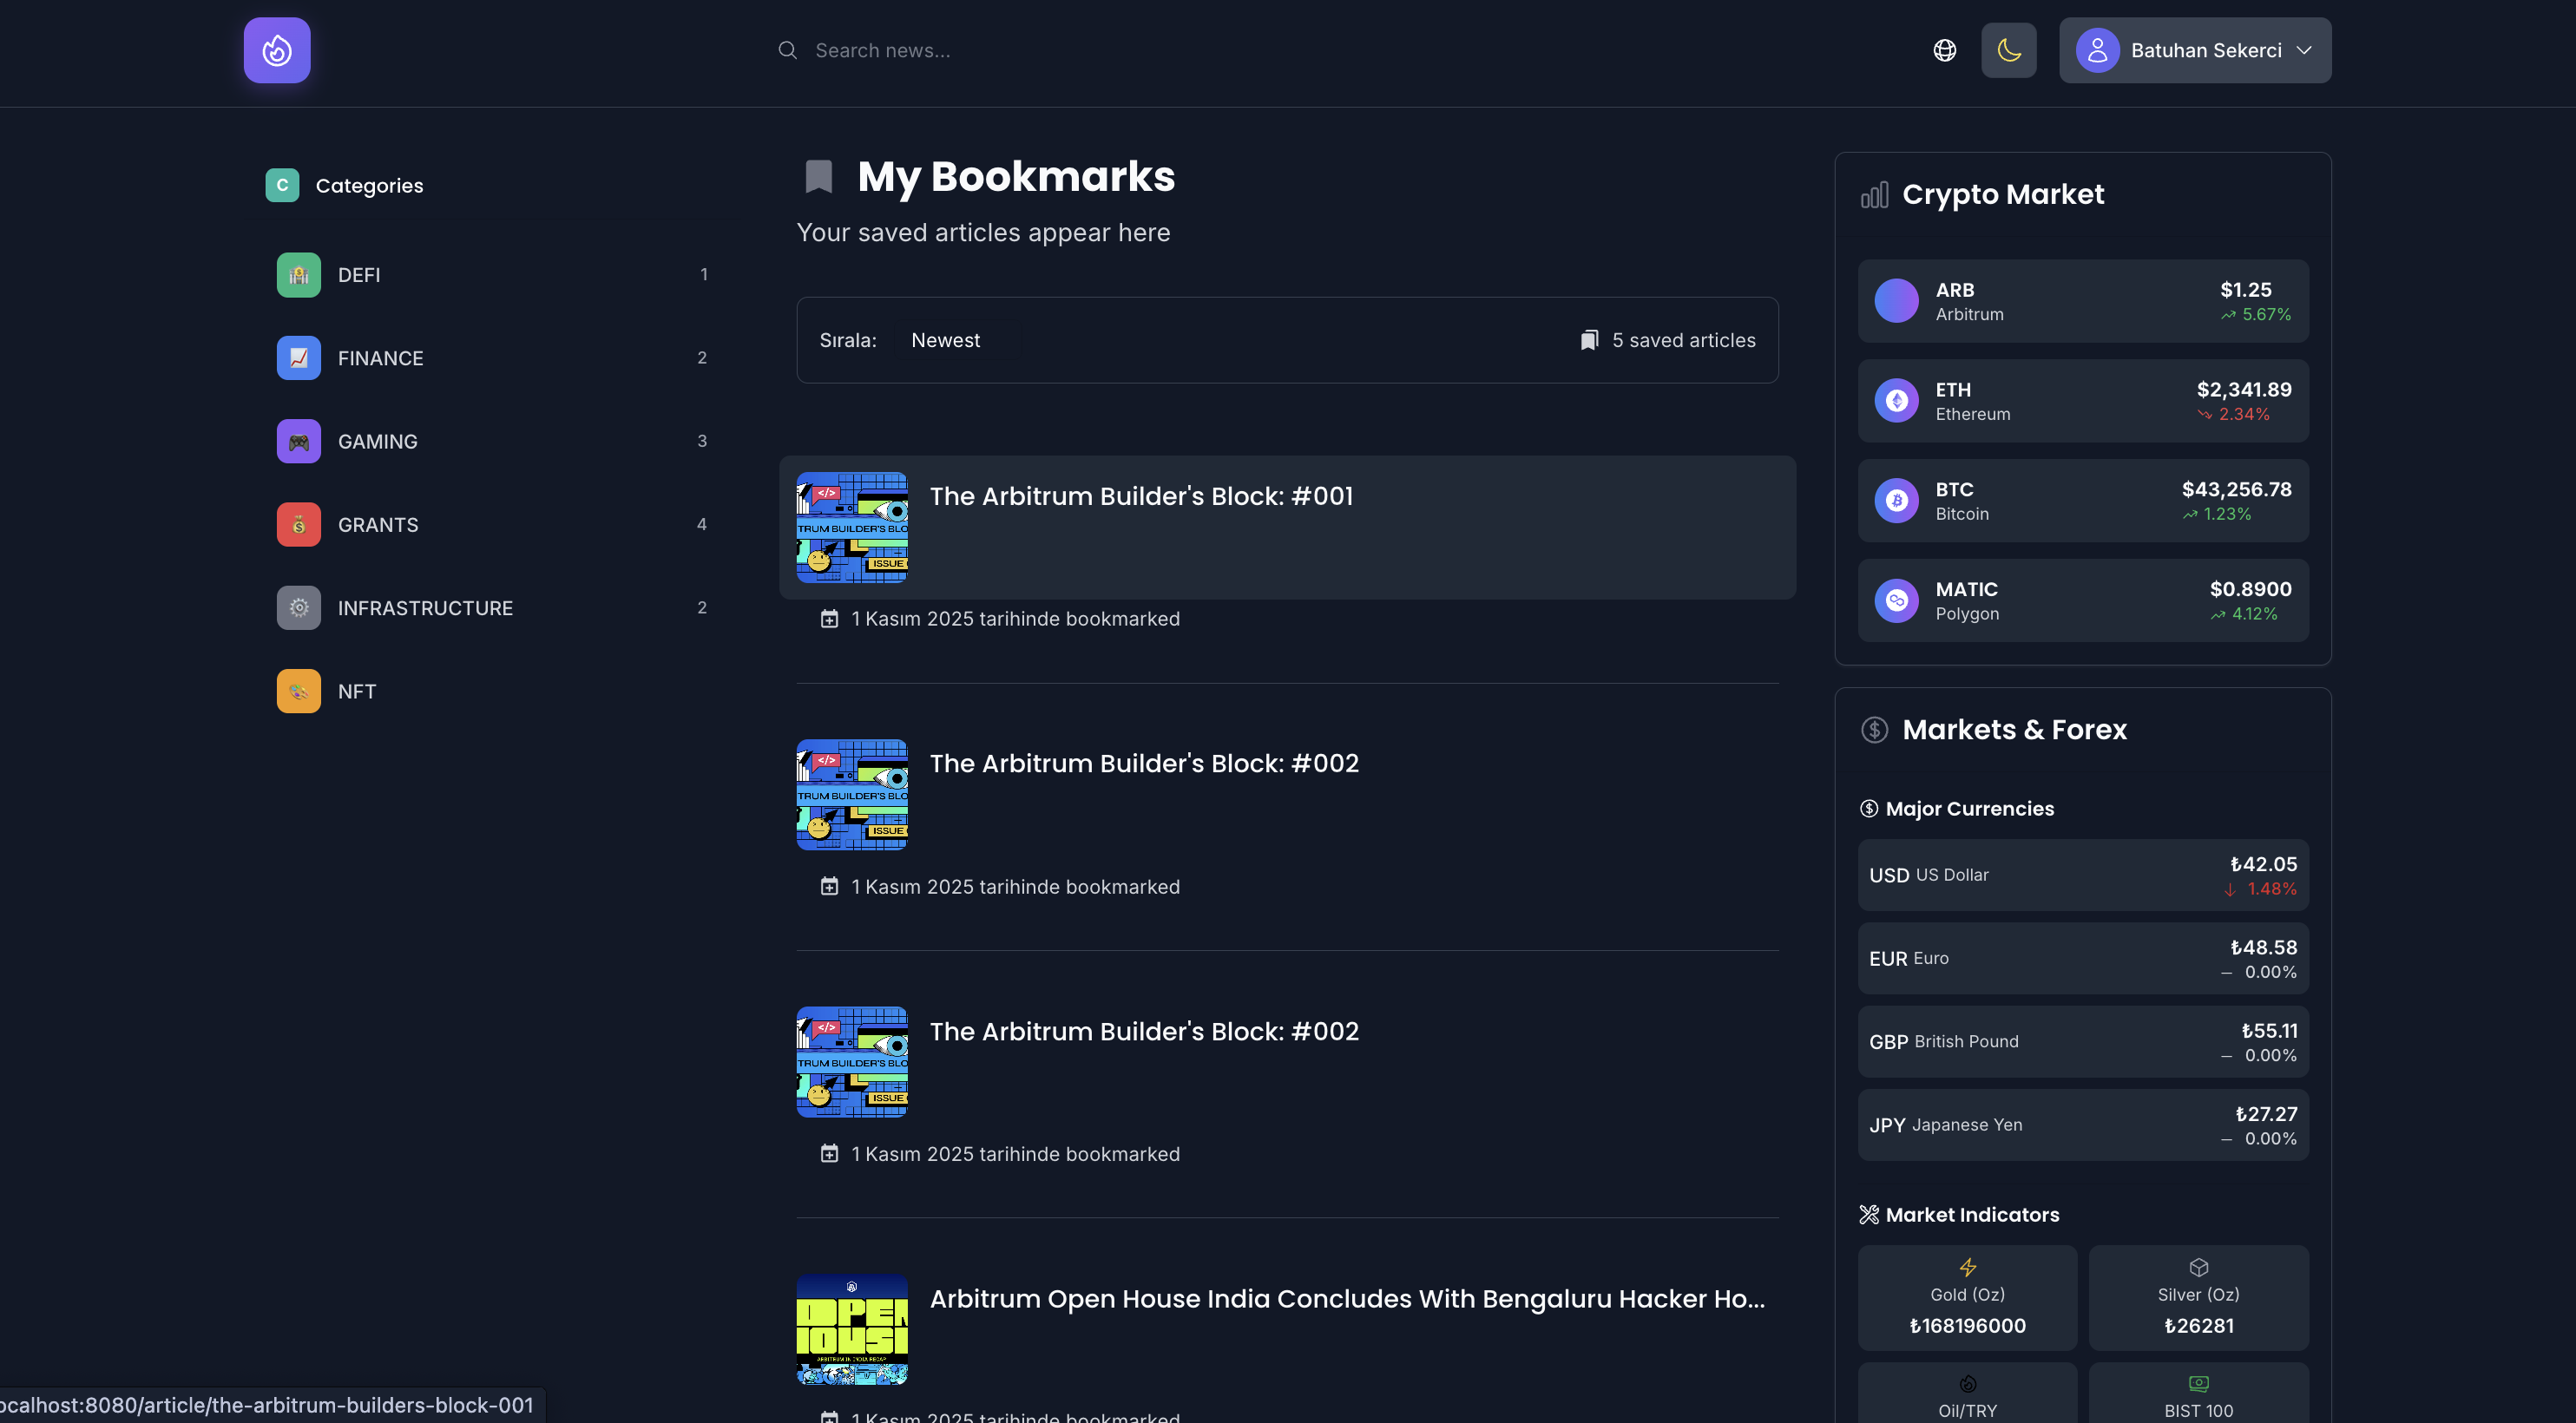 Search news...
Batuhan Sekerci
C Categories
DEFI 1
FINANCE 2
GAMING 3
GRANTS 4
INFRASTRUCTURE 2
NFT
My Bookmarks
Your saved articles appear here
Sırala: Newest 5 saved articles
The Arbitrum Builder's Block: #001
</>
TRUM BUILDER'S BLO
ISSUE
1 Kasım 2025 tarihinde bookmarked
The Arbitrum Builder's Block: #002
</>
TRUM BUILDER'S BLO
ISSUE
1 Kasım 2025 tarihinde bookmarked
The Arbitrum Builder's Block: #002
</>
TRUM BUILDER'S BLO
ISSUE
1 Kasım 2025 tarihinde bookmarked
Arbitrum Open House India Concludes With Bengaluru Hacker Ho...
OPEN
HOUSE
ARBITRUM INDIA RECAP
1 Kasım 2025 tarihinde bookmarked
Crypto Market
ARB $1.25
Arbitrum 5.67%
ETH $2,341.89
Ethereum 2.34%
BTC $43,256.78
Bitcoin 1.23%
MATIC $0.8900
Polygon 4.12%
Markets & Forex
Major Currencies
USD US Dollar ₺42.05
↓ 1.48%
EUR Euro ₺48.58
— 0.00%
GBP British Pound ₺55.11
— 0.00%
JPY Japanese Yen ₺27.27
— 0.00%
Market Indicators
Gold (Oz) Silver (Oz)
₺168196000 ₺26281
Oil/TRY BIST 100
ocalhost:8080/article/the-arbitrum-builders-block-001